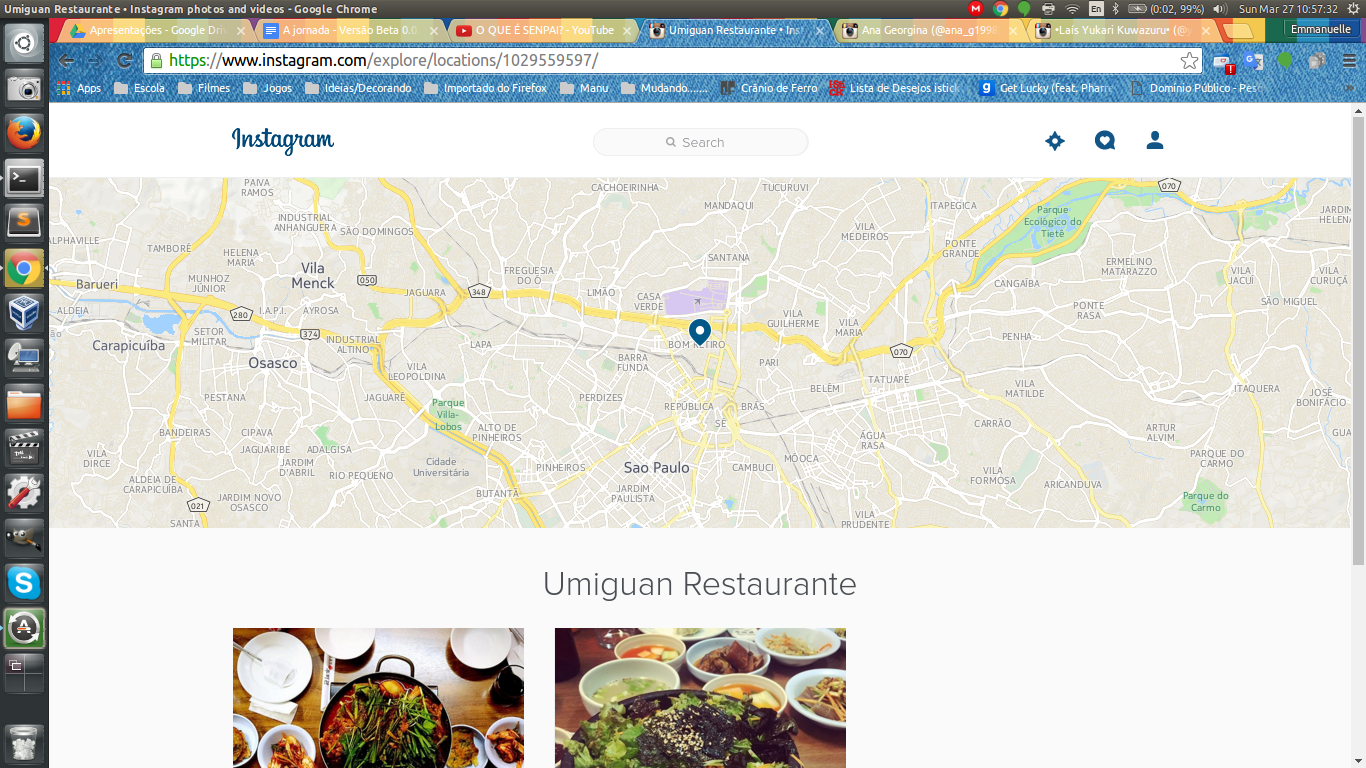 Umiguan Restaurante • Instagram photos and videos - Google Chrome
En (0:02, 99%) Sun Mar 27 10:57:32
Apresentações - Google Dri
A jornada - Versão Beta 0.0
O QUE É SENPAI? - YouTube
Umiguan Restaurante • Inst
Ana Georgina (@ana_g1998
•Laís Yukari Kuwazuru• (@
Emmanuelle
https://www.instagram.com/explore/locations/1029559597/
Apps Escola Filmes Jogos Ideias/Decorando Importado do Firefox Manu Mudando....... Crânio de Ferro Lista de Desejos istick Get Lucky (feat. Pharr Domínio Público - Pes
Instagram
Search
PAIVA
RAMOS
CACHOEIRINHA
TUCURUVI
070
MANDAQUI
ITAPEGICA
Parque
Ecológico do
Tietê
JARDIM
HELENA
INDUSTRIAL
ANHANGUERA
SÃO DOMINGOS
VILA
MEDEIROS
ALPHAVILLE
TAMBORÉ
HELENA
MARIA
PONTE
GRANDE
SANTANA
ERMELINO
MATARAZZO
Vila
Menck
FREGUESIA
DO Ó
VILA
JACUÍ
VILA
CURUÇÁ
Barueri
MUNHOZ
JÚNIOR
050
JAGUARA
348
LIMÃO
CASA
VERDE
CANGAÍBA
SÃO MIGUEL
ALDEIA
280
I.A.P.I.
AYROSA
VILA
GUILHERME
VILA
MARIA
PONTE
RASA
SETOR
MILITAR
374
Carapicuíba
INDUSTRIAL
ALTINO
LAPA
BOM RETIRO
PENHA
Osasco
BARRA
FUNDA
PARI
070
VILA
LEOPOLDINA
BELÉM
TATUAPÉ
VILA
MATILDE
ITAQUERA
JOSÉ
BONIFÁCIO
PESTANA
JAGUARÉ
Parque
Villa-
Lobos
PERDIZES
REPÚBLICA
BRÁS
SÉ
CARRÃO
BANDEIRAS
CIPAVA
ALTO DE
PINHEIROS
ÁGUA
RASA
ARTUR
ALVIM
GUA
VILA
DIRCE
JAGUARIBE
ADALGISA
JARDIM
D'ABRIL
RIO PEQUENO
Cidade
Universitária
PINHEIROS
Sao Paulo
CAMBUCI
MÓOCA
PARQUE DO
CARMO
ALDEIA DE
CARAPICUÍBA
VILA
FORMOSA
ARICANDUVA
021
JARDIM NOVO
OSASCO
BUTANTÃ
JARDIM
PAULISTA
Parque do
Carmo
SANTA
VILA
PRUDENTE
Umiguan Restaurante